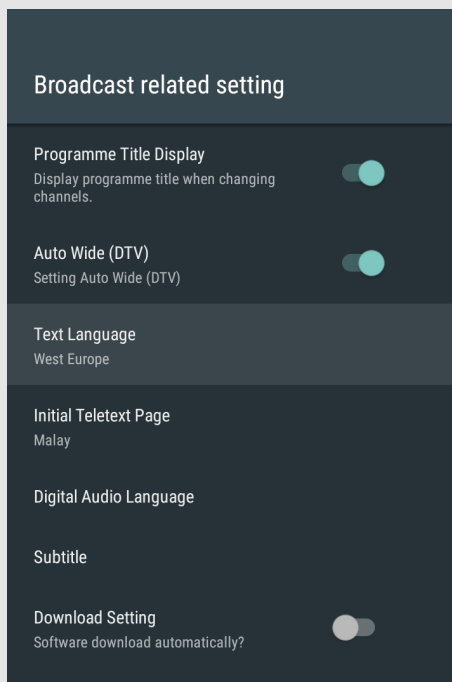 Broadcast related setting
Programme Title Display
Display programme title when changing
channels.
Auto Wide (DTV)
Setting Auto Wide (DTV)
Text Language
West Europe
Initial Teletext Page
Malay
Digital Audio Language
Subtitle
Download Setting
Software download automatically?